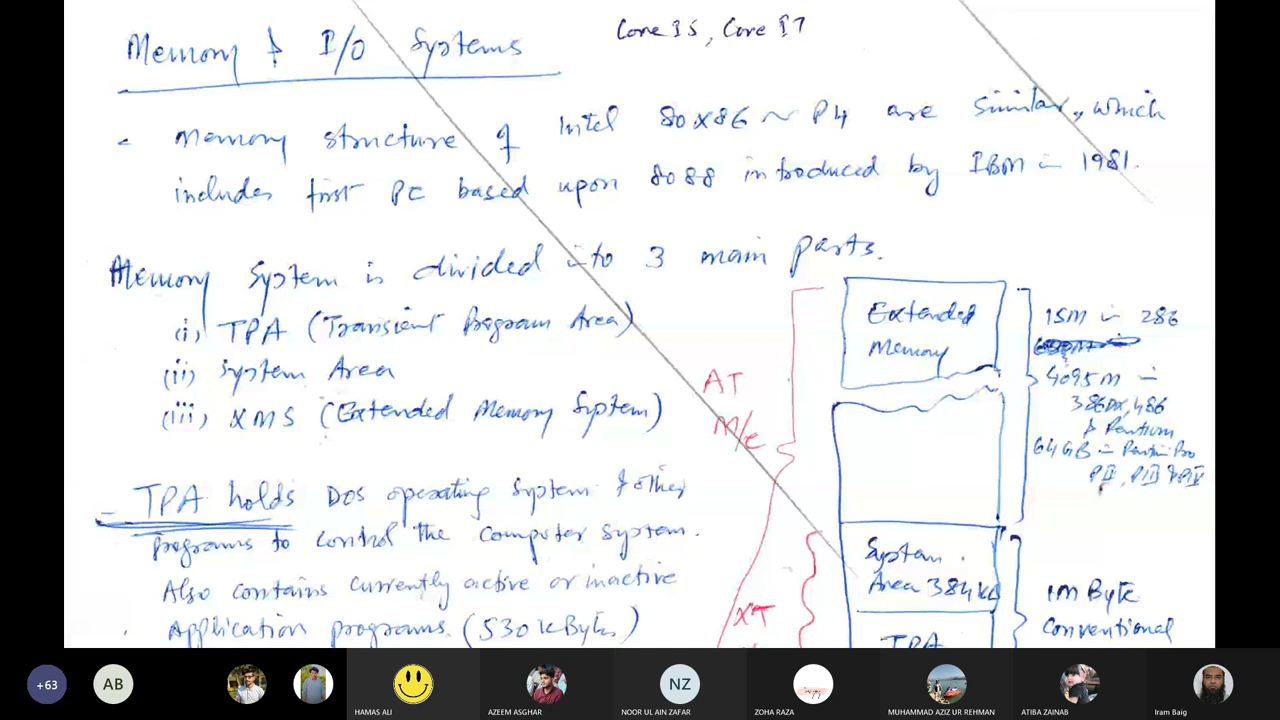 Memory & I/O Systems
Core I5, Core I7
- Memory structure of Intel 80X86 ~ P4 are similar, which
includes first PC based upon 8088 introduced by IBM in 1981.
Memory System is divided into 3 main parts.
(i) TPA (Transient Program Area)
(ii) System Area
(iii) XMS (Extended Memory System)
- TPA holds DOS operating System & other
programs to control the Computer system.
Also contains currently active or inactive
Application programs. (530 kBytes)
Extended
Memory
System
Area 384k
TPA
AT
M/c
XT
15M in 286
4095M in
386DX, 486
& Pentium
64GB in Pentium Pro
PII, PIII & PIV
1M Byte
Conventional
+63
AB
HAMAS ALI
AZEEM ASGHAR
NZ
NOOR UL AIN ZAFAR
ZOHA RAZA
MUHAMMAD AZIZ UR REHMAN
ATIBA ZAINAB
Iram Baig